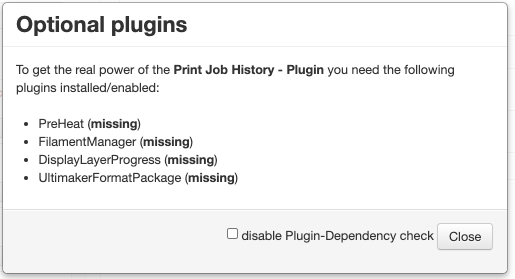 Optional plugins
To get the real power of the Print Job History - Plugin you need the following
plugins installed/enabled:
PreHeat (missing)
FilamentManager (missing)
DisplayLayerProgress (missing)
UltimakerFormatPackage (missing)
disable Plugin-Dependency check Close